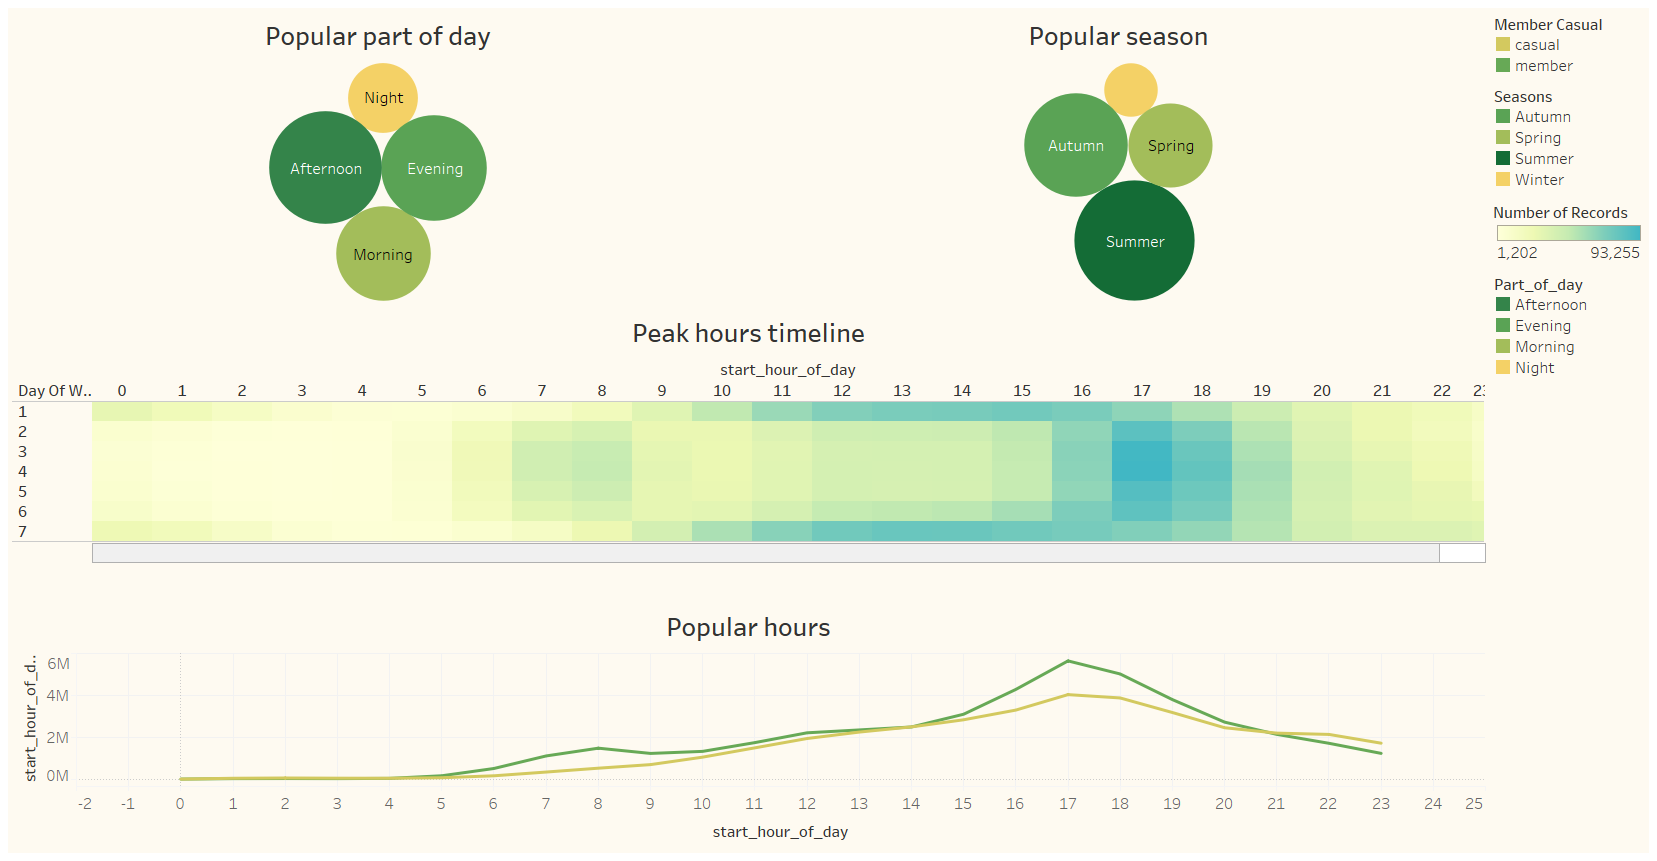 Popular part of day
Night
Afternoon
Evening
Morning
Popular season
Autumn
Spring
Summer
Member Casual
casual
member
Seasons
Autumn
Spring
Summer
Winter
Number of Records
1,202 93,255
Part_of_day
Afternoon
Evening
Morning
Night
Peak hours timeline
start_hour_of_day
Day Of W.. 0 1 2 3 4 5 6 7 8 9 10 11 12 13 14 15 16 17 18 19 20 21 22 23
1
2
3
4
5
6
7
Popular hours
start_hour_of_d..
6M
4M
2M
0M
-2 -1 0 1 2 3 4 5 6 7 8 9 10 11 12 13 14 15 16 17 18 19 20 21 22 23 24 25
start_hour_of_day